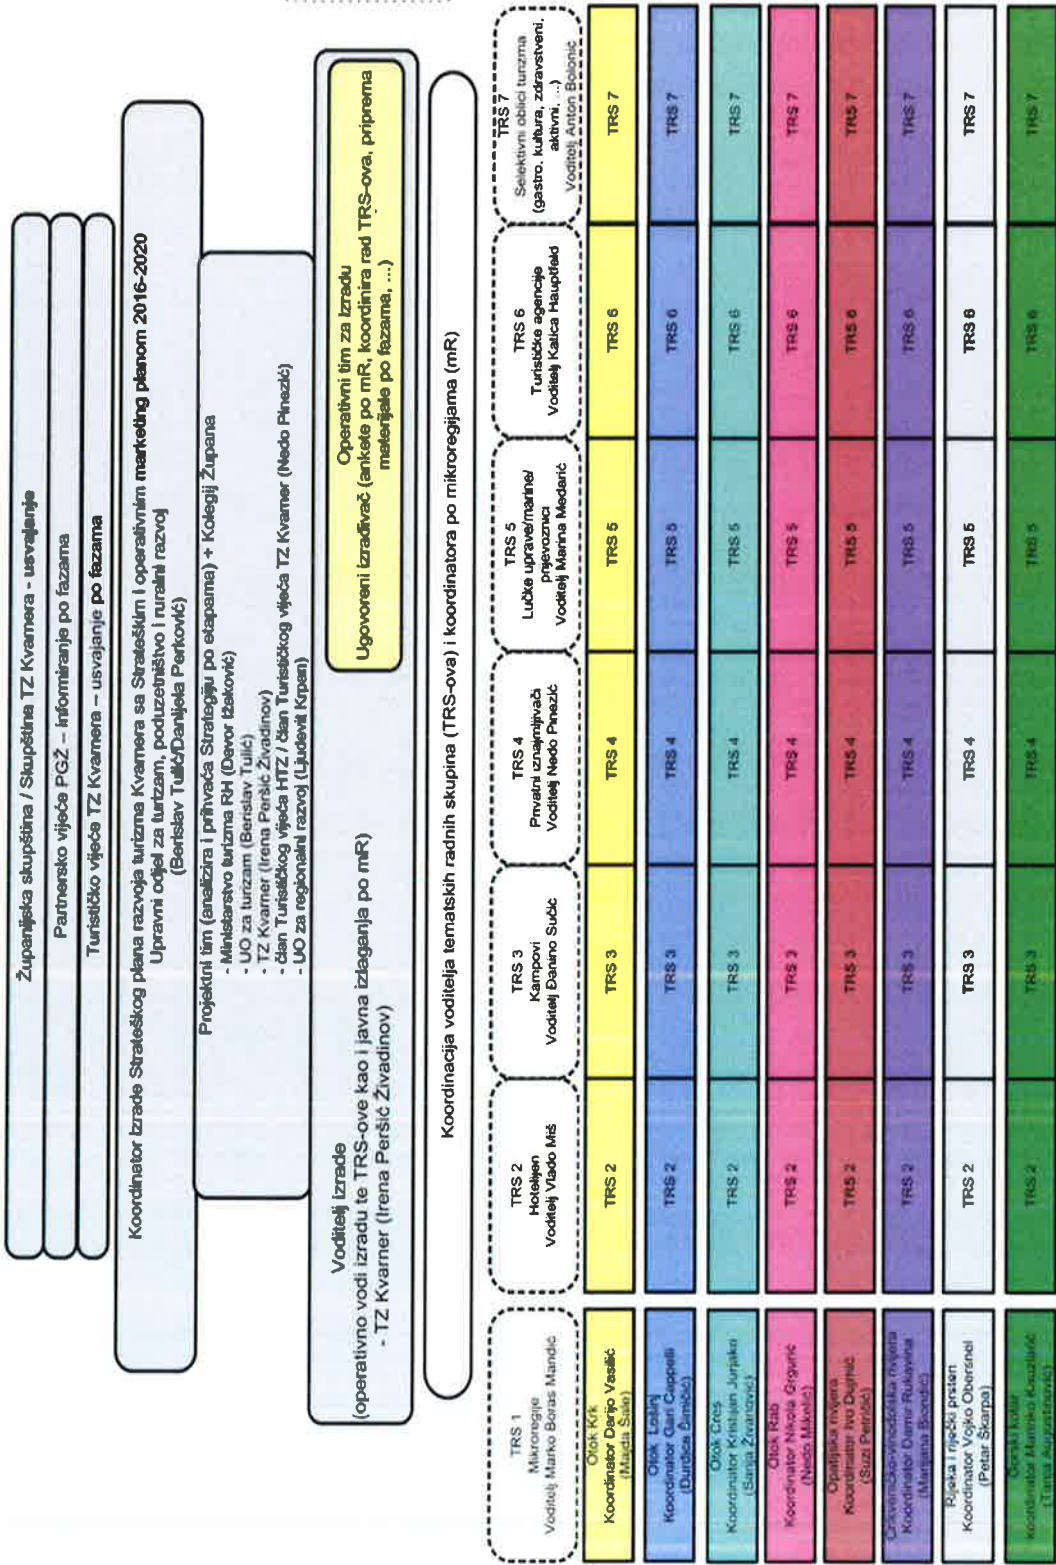 Županijska skupština / Skupština TZ Kvarnera - usvajanje
Partnersko vijeće PGŽ – Informiranje po fazama
Turističko vijeće TZ Kvarnera – usvajanje po fazama
Koordinator Izrade Strateškog plana razvoja turizma Kvarnera sa Strateškim i operativnim marketing planom 2016-2020
Upravni odjel za turizam, poduzetništvo i ruralni razvoj
(Berislav Tulić/Danijela Perković)
Projektni tim (analizira i prihvaća Strategiju po etapama) + Kolegij Župana
- Ministarstvo turizma RH (Davor Ižaković)
- UO za turizam (Berislav Tulić)
- TZ Kvarner (Irena Peršić Živadinov)
- član Turističkog vijeća HTZ / član Turističkog vijeća TZ Kvarner (Nedo Pinezić)
- UO za regionalni razvoj (Ljudevit Krpan)
Voditelj Izrade
(operativno vodi izradu te TRS-ove kao i javna izlaganja po mR)
- TZ Kvarner (Irena Peršić Živadinov)
Operativni tim za Izradu
Ugovoreni izrađivač (ankete po mR, koordinira rad TRS-ova, priprema
materijale po fazama, ...)
Koordinacija voditelja tematskih radnih skupina (TRS-ova) i koordinatora po mikroregijama (mR)
TRS 1
Mikroregije
Voditelj Marko Boras Mandić
TRS 2
Hotelijeri
Voditelj Vlado Miš
TRS 3
Kampovi
Voditelj Đanino Sučić
TRS 4
Privatni iznajmljivači
Voditelj Nedo Pinezić
TRS 5
Lučke uprave/marine/
prijevoznici
Voditelj Marina Medarić
TRS 6
Turističke agencije
Voditelj Katica Hauptfeld
TRS 7
Selektivni oblici turizma
(gastro, kultura, zdravstveni,
aktivni, ...)
Voditelj Anton Bolonić
Otok Krk
Koordinator Darijo Vasilić
(Majda Šale)
TRS 2
TRS 3
TRS 4
TRS 5
TRS 6
TRS 7
Otok Lošinj
Koordinator Gari Cappelli
(Đurđica Šimičić)
TRS 2
TRS 3
TRS 4
TRS 5
TRS 6
TRS 7
Otok Cres
Koordinator Kristijan Jurjako
(Sanja Živanović)
TRS 2
TRS 3
TRS 4
TRS 5
TRS 6
TRS 7
Otok Rab
Koordinator Nikola Grgurić
(Nedo Mikelić)
TRS 2
TRS 3
TRS 4
TRS 5
TRS 6
TRS 7
Opatijska rivijera
Koordinator Ivo Dujmić
(Suzi Petričić)
TRS 2
TRS 3
TRS 4
TRS 5
TRS 6
TRS 7
Crikveničko-vinodolska rivijera
Koordinator Damir Rukavina
(Marijana Biondić)
TRS 2
TRS 3
TRS 4
TRS 5
TRS 6
TRS 7
Rijeka i riječki prsten
Koordinator Vojko Obersnel
(Petar Škarpa)
TRS 2
TRS 3
TRS 4
TRS 5
TRS 6
TRS 7
Gorski kotar
Koordinator Marinko Kauzlarić
TRS 2
TRS 3
TRS 4
TRS 5
TRS 6
TRS 7